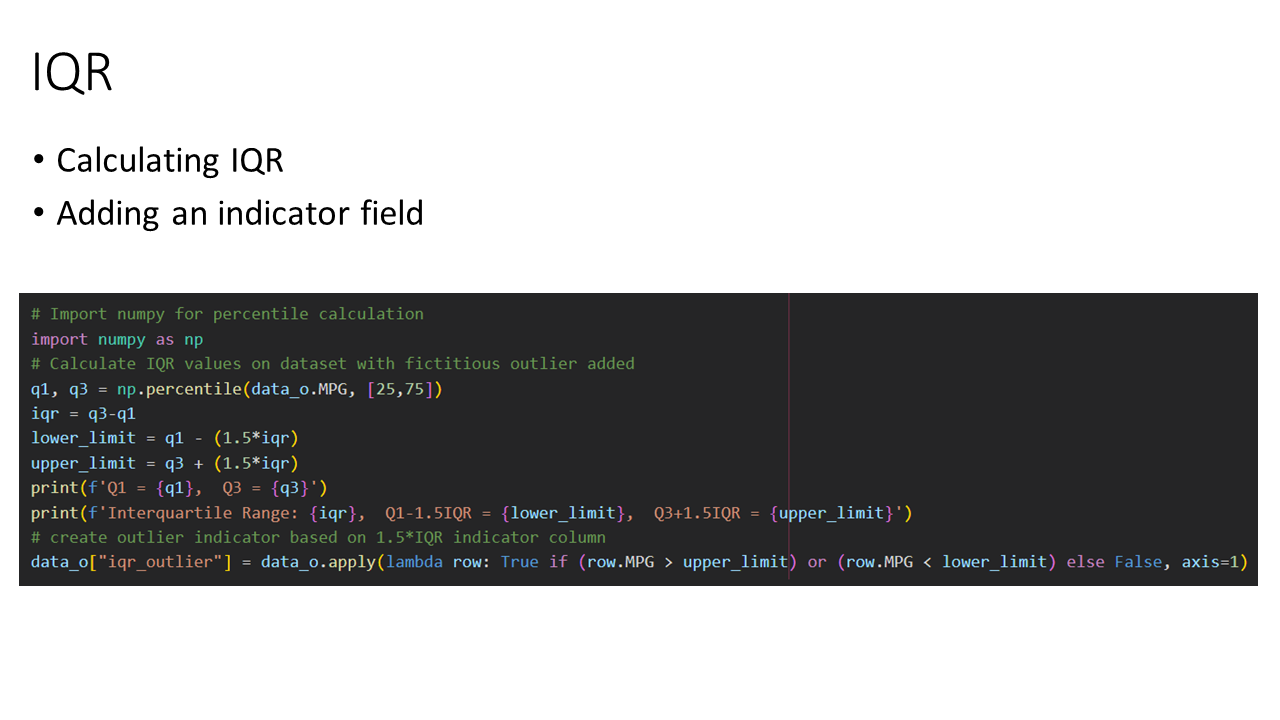 IQR
• Calculating IQR
• Adding an indicator field
# Import numpy for percentile calculation
import numpy as np
# Calculate IQR values on dataset with fictitious outlier added
q1, q3 = np.percentile(data_o.MPG, [25,75])
iqr = q3-q1
lower_limit = q1 - (1.5*iqr)
upper_limit = q3 + (1.5*iqr)
print(f'Q1 = {q1},  Q3 = {q3}')
print(f'Interquartile Range: {iqr},  Q1-1.5IQR = {lower_limit},  Q3+1.5IQR = {upper_limit}')
# create outlier indicator based on 1.5*IQR indicator column
data_o["iqr_outlier"] = data_o.apply(lambda row: True if (row.MPG > upper_limit) or (row.MPG < lower_limit) else False, axis=1)